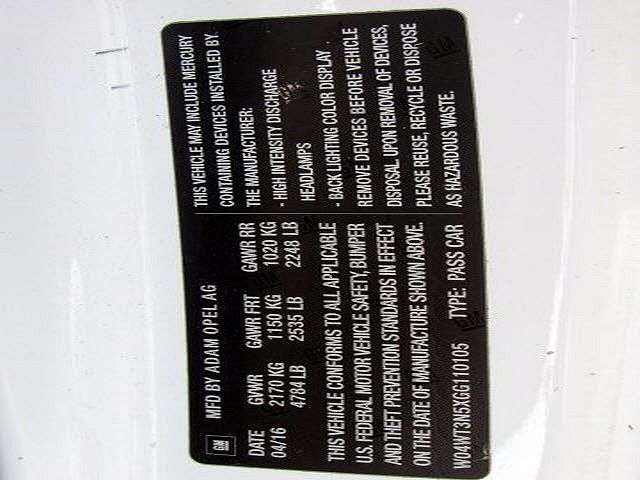 GM
MFD BY ADAM OPEL AG
DATE GVWR GAWR FRT GAWR RR
04/16 2170 KG 1150 KG 1020 KG
4784 LB 2535 LB 2248 LB
THIS VEHICLE CONFORMS TO ALL APPLICABLE
U.S. FEDERAL MOTOR VEHICLE SAFETY, BUMPER
AND THEFT PREVENTION STANDARDS IN EFFECT
ON THE DATE OF MANUFACTURE SHOWN ABOVE.
W04WT3N5XGG110105 TYPE: PASS CAR
THIS VEHICLE MAY INCLUDE MERCURY
CONTAINING DEVICES INSTALLED BY
THE MANUFACTURER:
- HIGH INTENSITY DISCHARGE
HEADLAMPS
- BACK LIGHTING COLOR DISPLAY
REMOVE DEVICES BEFORE VEHICLE
DISPOSAL. UPON REMOVAL OF DEVICES,
PLEASE REUSE, RECYCLE OR DISPOSE
AS HAZARDOUS WASTE.